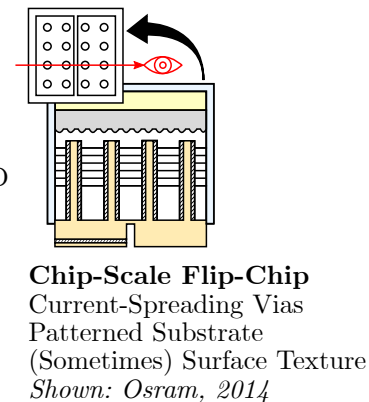 Chip-Scale Flip-Chip
Current-Spreading Vias
Patterned Substrate
(Sometimes) Surface Texture
Shown: Osram, 2014